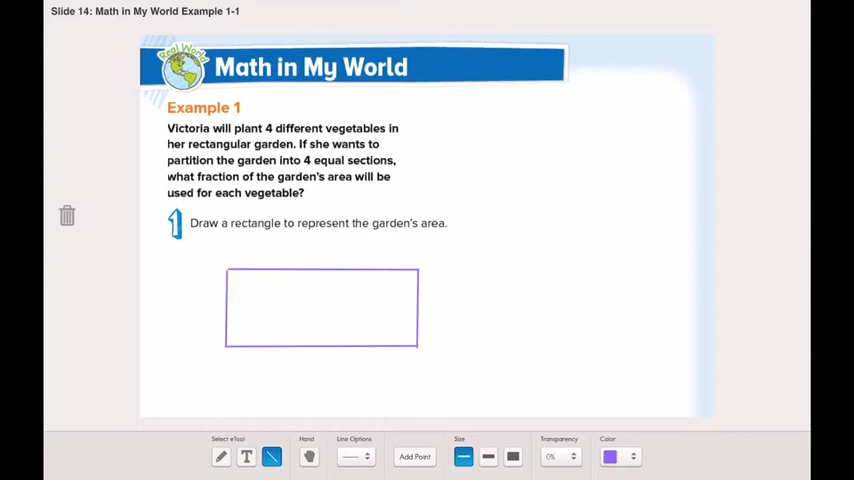 Slide 14: Math in My World Example 1-1
Real World
Math in My World
Example 1
Victoria will plant 4 different vegetables in
her rectangular garden. If she wants to
partition the garden into 4 equal sections,
what fraction of the garden's area will be
used for each vegetable?
1 Draw a rectangle to represent the garden's area.
Select eTool
Hand
Line Options
Size
Transparency
Color
T
Add Point
0%